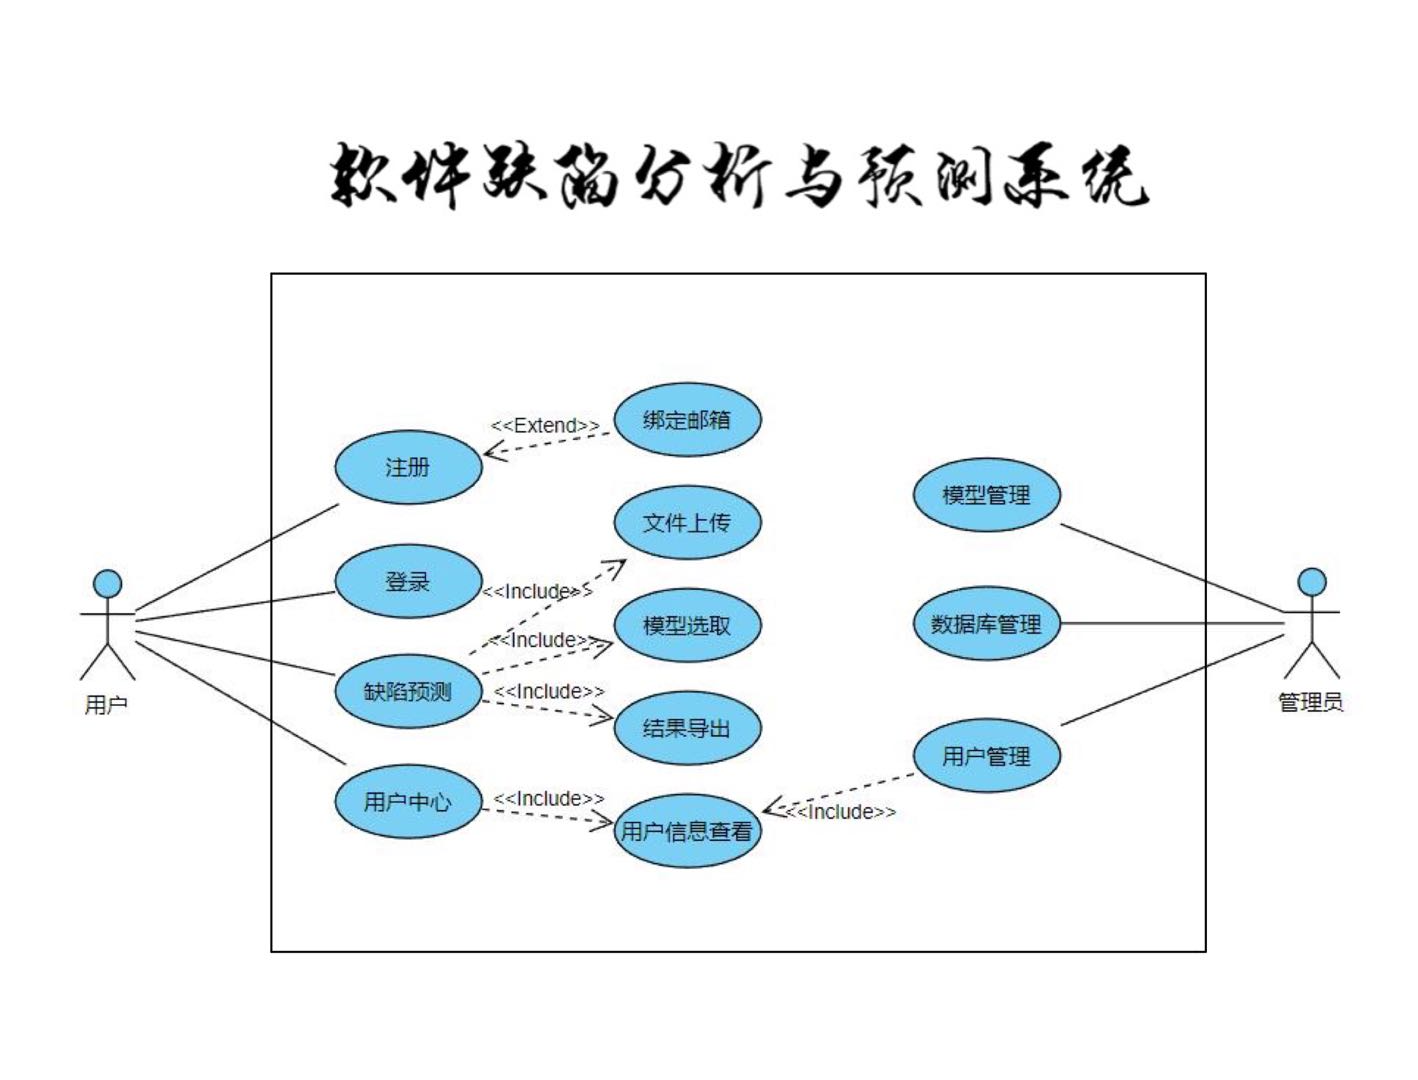 软件缺陷分析与预测系统
绑定邮箱
<<Extend>>
注册
模型管理
文件上传
登录
<<Include>>
模型选取
数据库管理
<<Include>>
缺陷预测
<<Include>>
用户
管理员
结果导出
用户管理
用户中心
<<Include>>
<<Include>>
用户信息查看